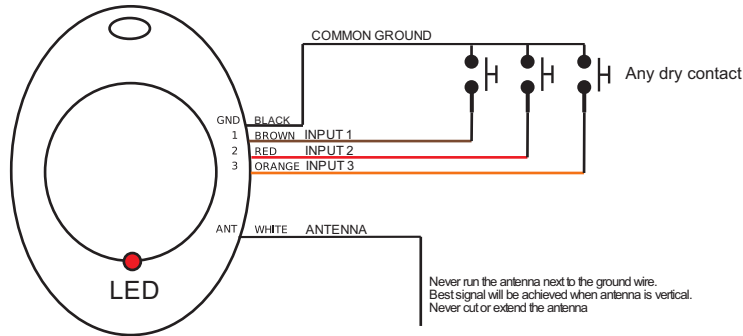 COMMON GROUND
Any dry contact
GND BLACK
1 BROWN INPUT 1
2 RED INPUT 2
3 ORANGE INPUT 3
ANT WHITE ANTENNA
LED
Never run the antenna next to the ground wire.
Best signal will be achieved when antenna is vertical.
Never cut or extend the antenna